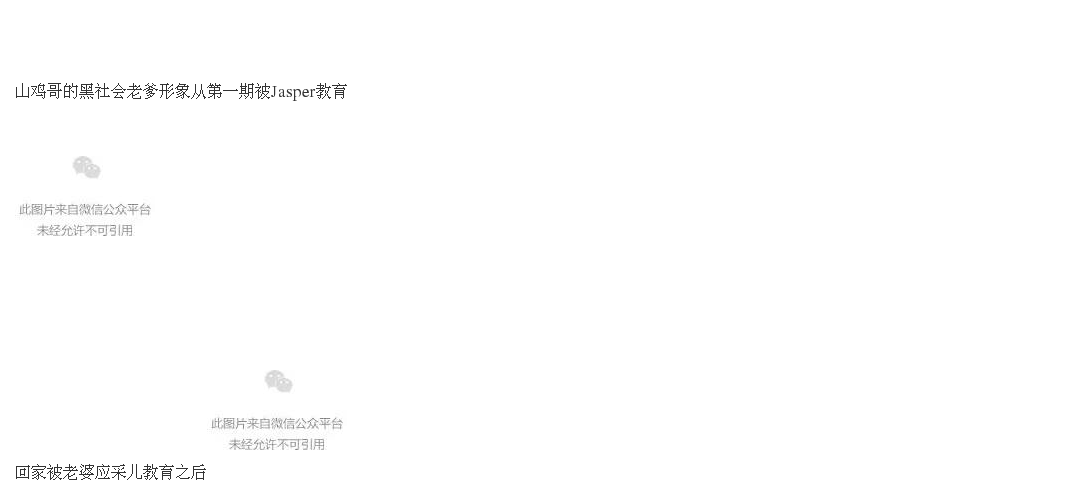 山鸡哥的黑社会老爹形象从第一期被Jasper教育
此图片来自微信公众平台
未经允许不可引用
此图片来自微信公众平台
未经允许不可引用
回家被老婆应采儿教育之后